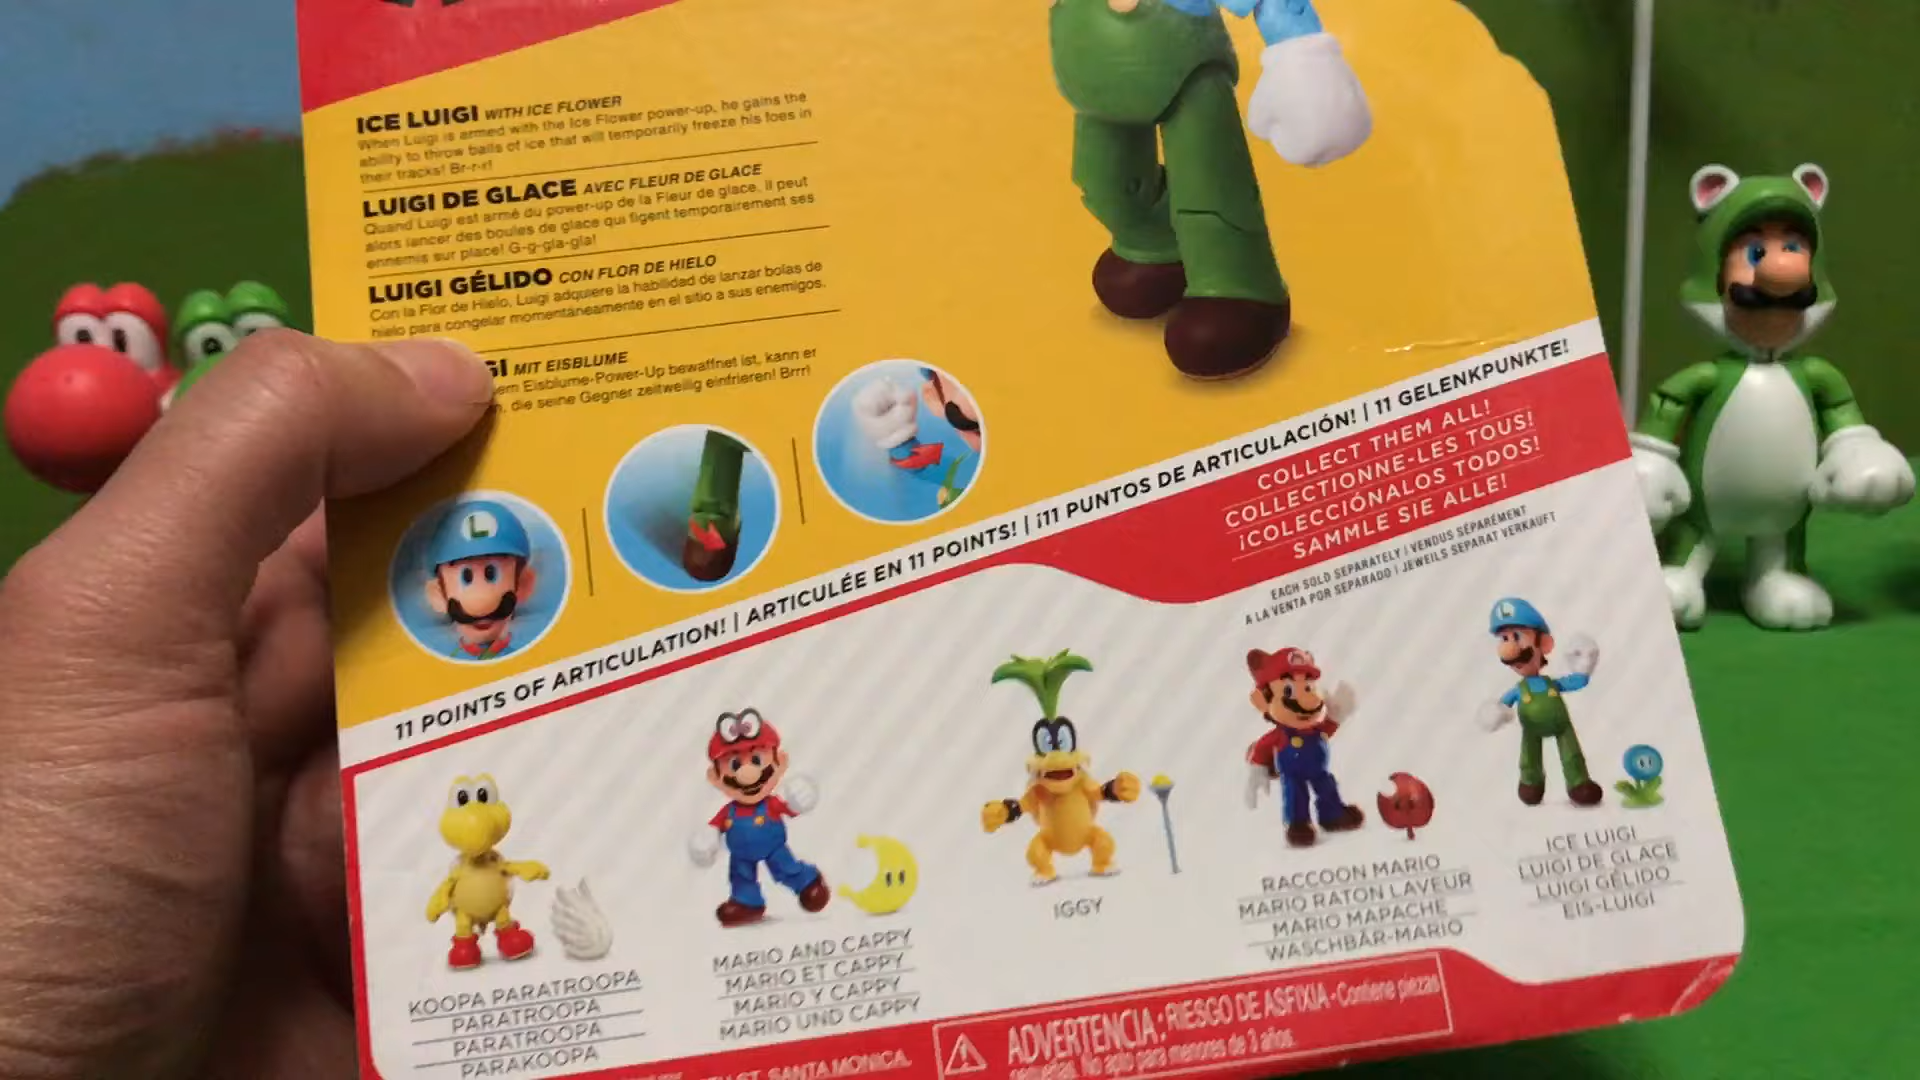 ICE LUIGI WITH ICE FLOWER
When Luigi is armed with the Ice Flower power-up, he gains the
ability to throw balls of ice that will temporarily freeze his foes in
their tracks! Br-r-r!
LUIGI DE GLACE AVEC FLEUR DE GLACE
Quand Luigi est armé du power-up de la Fleur de glace, il peut
alors lancer des boules de glace qui figent temporairement ses
ennemis sur place! G-g-gla-gla!
LUIGI GÉLIDO CON FLOR DE HIELO
Con la Flor de Hielo, Luigi adquiere la habilidad de lanzar bolas de
hielo para congelar momentáneamente en el sitio a sus enemigos.
GI MIT EISBLUME
em Eisblume-Power-Up bewaffnet ist, kann er
n, die seine Gegner zeitweilig einfrieren! Brrr!
L
11 POINTS OF ARTICULATION! | ARTICULÉE EN 11 POINTS! | ¡11 PUNTOS DE ARTICULACIÓN! | 11 GELENKPUNKTE!
COLLECT THEM ALL!
COLLECTIONNE-LES TOUS!
¡COLECCIÓNALOS TODOS!
SAMMLE SIE ALLE!
EACH SOLD SEPARATELY | VENDUS SÉPARÉMENT
A LA VENTA POR SEPARADO | JEWEILS SEPARAT VERKAUFT
KOOPA PARATROOPA
PARATROOPA
PARATROOPA
PARAKOOPA
MARIO AND CAPPY
MARIO ET CAPPY
MARIO Y CAPPY
MARIO UND CAPPY
IGGY
RACCOON MARIO
MARIO RATON LAVEUR
MARIO MAPACHE
WASCHBÄR-MARIO
L
ICE LUIGI
LUIGI DE GLACE
LUIGI GÉLIDO
EIS-LUIGI
ADVERTENCIA: RIESGO DE ASFIXIA-Contiene piezas
pequeñas. No apto para menores de 3 años.
ST. SANTA MONICA,